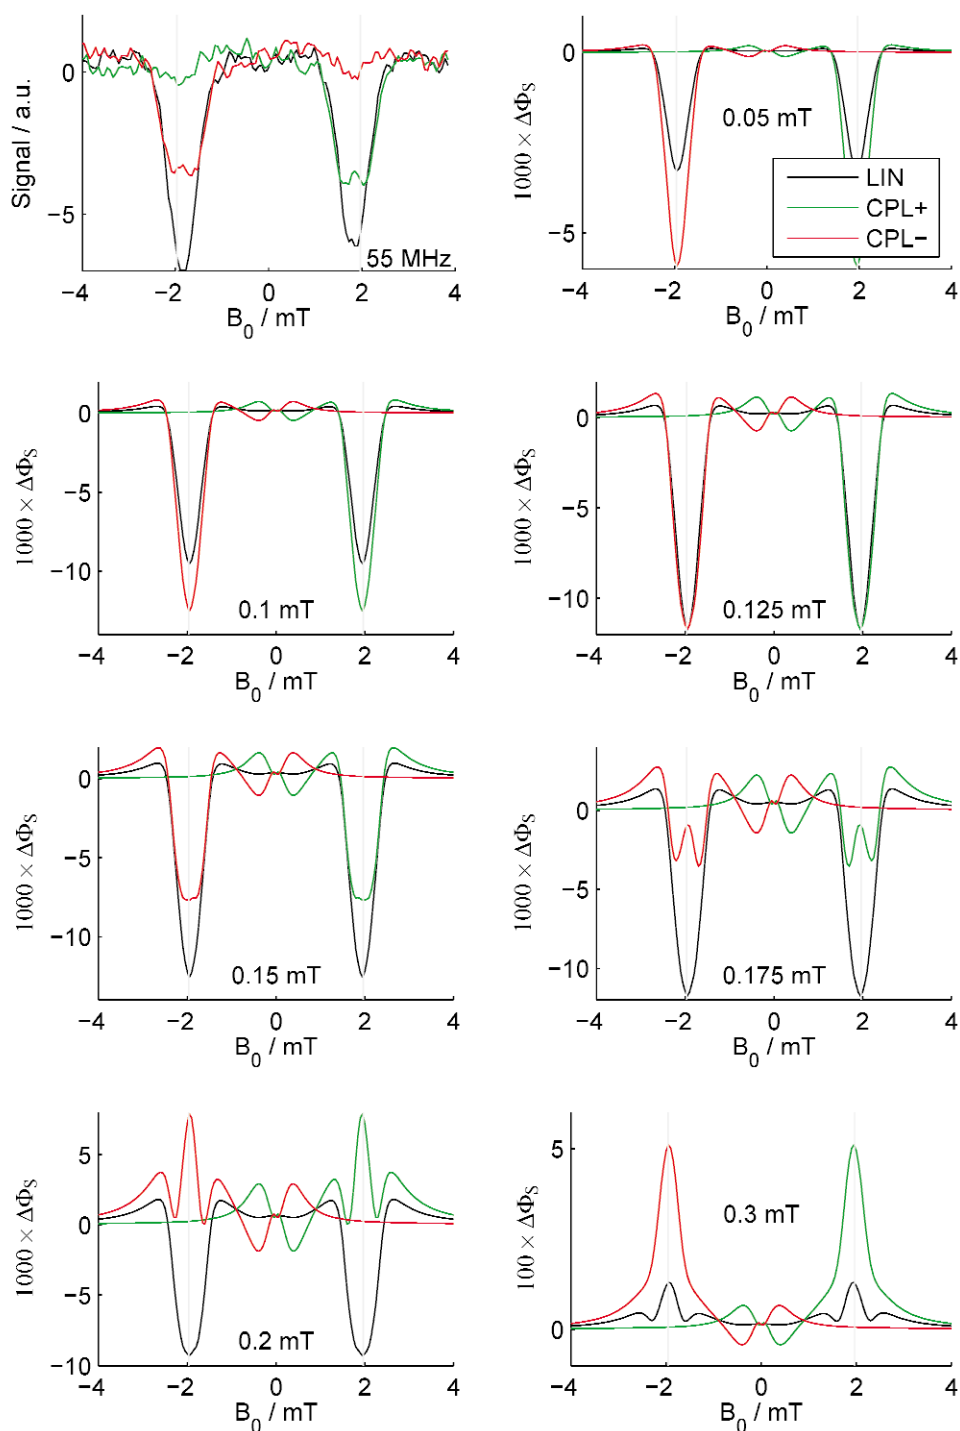 Signal / a.u.
0
−5
55 MHz
−4 −2 0 2 4
B0 / mT
1000 × ΔΦS
0
−5
0.05 mT
LIN
CPL+
CPL−
−4 −2 0 2 4
B0 / mT
1000 × ΔΦS
0
−5
−10
0.1 mT
−4 −2 0 2 4
B0 / mT
1000 × ΔΦS
0
−5
−10
0.125 mT
−4 −2 0 2 4
B0 / mT
1000 × ΔΦS
0
−5
−10
0.15 mT
−4 −2 0 2 4
B0 / mT
1000 × ΔΦS
0
−5
−10
0.175 mT
−4 −2 0 2 4
B0 / mT
1000 × ΔΦS
5
0
−5
−10
0.2 mT
−4 −2 0 2 4
B0 / mT
100 × ΔΦS
5
0
0.3 mT
−4 −2 0 2 4
B0 / mT